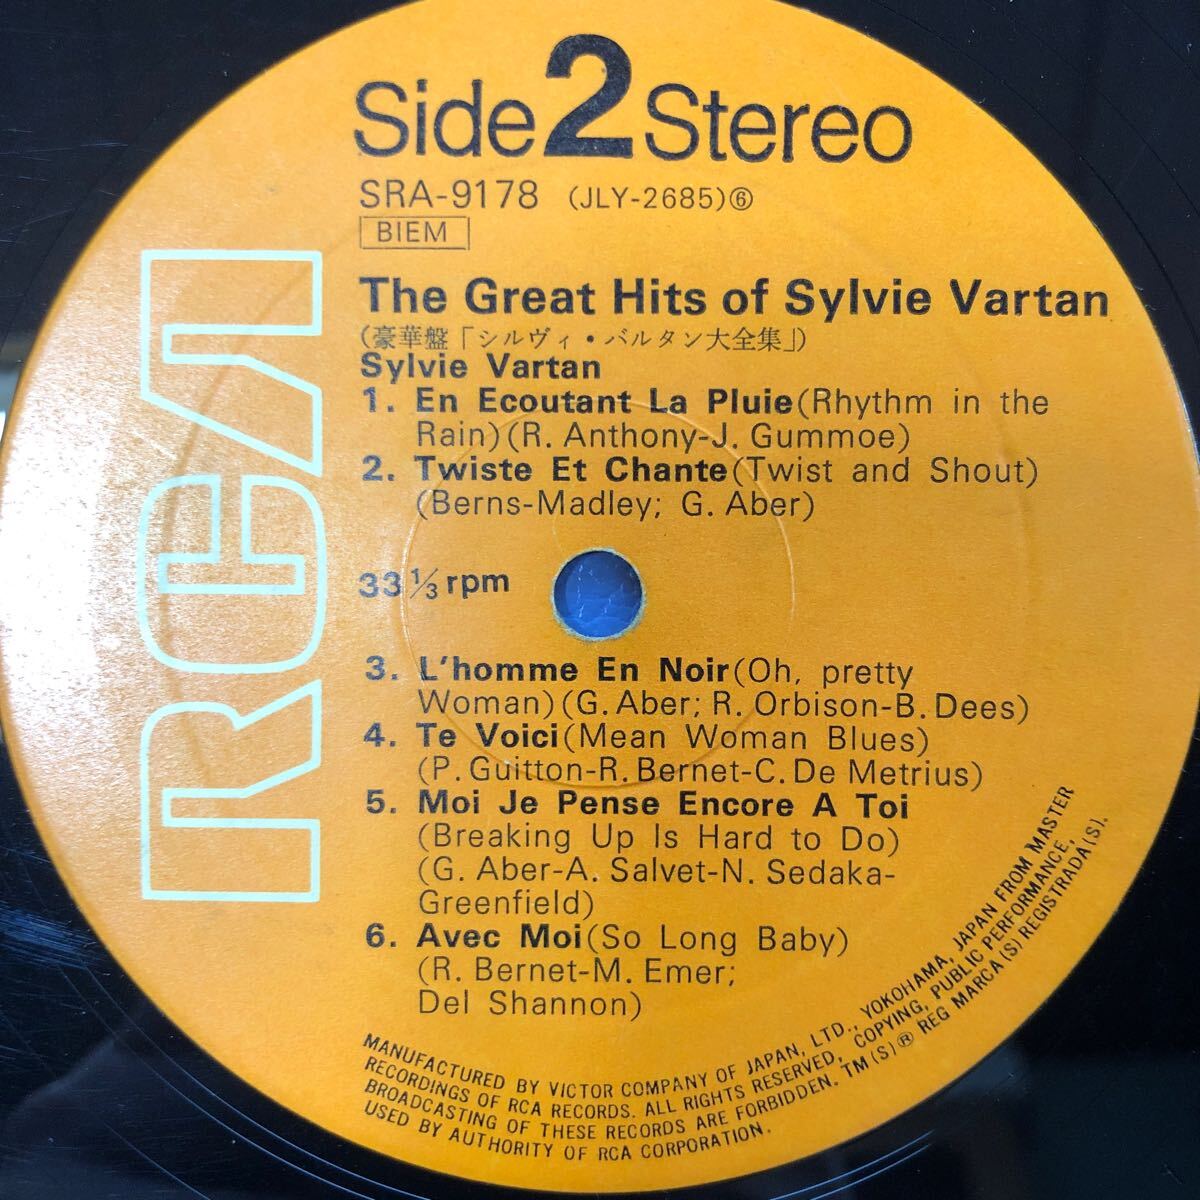 Side 2 Stereo
SRA-9178 (JLY-2685)⑥
BIEM
RCA
The Great Hits of Sylvie Vartan
(豪華盤「シルヴィ・バルタン大全集」)
Sylvie Vartan
1. En Ecoutant La Pluie(Rhythm in the
Rain)(R. Anthony-J. Gummoe)
2. Twiste Et Chante(Twist and Shout)
(Berns-Madley; G. Aber)
33 1/3 rpm
3. L'homme En Noir(Oh, pretty
Woman)(G. Aber; R. Orbison-B. Dees)
4. Te Voici(Mean Woman Blues)
(P. Guitton-R. Bernet-C. De Metrius)
5. Moi Je Pense Encore A Toi
(Breaking Up Is Hard to Do)
(G. Aber-A. Salvet-N. Sedaka-
Greenfield)
6. Avec Moi(So Long Baby)
(R. Bernet-M. Emer;
Del Shannon)
MANUFACTURED BY VICTOR COMPANY OF JAPAN, LTD., YOKOHAMA, JAPAN FROM MASTER
RECORDINGS OF RCA RECORDS. ALL RIGHTS RESERVED, COPYING, PUBLIC PERFORMANCE,
BROADCASTING OF THESE RECORDS ARE FORBIDDEN. TM(S)® REG MARCA(S) REGISTRADA(S).
USED BY AUTHORITY OF RCA CORPORATION.